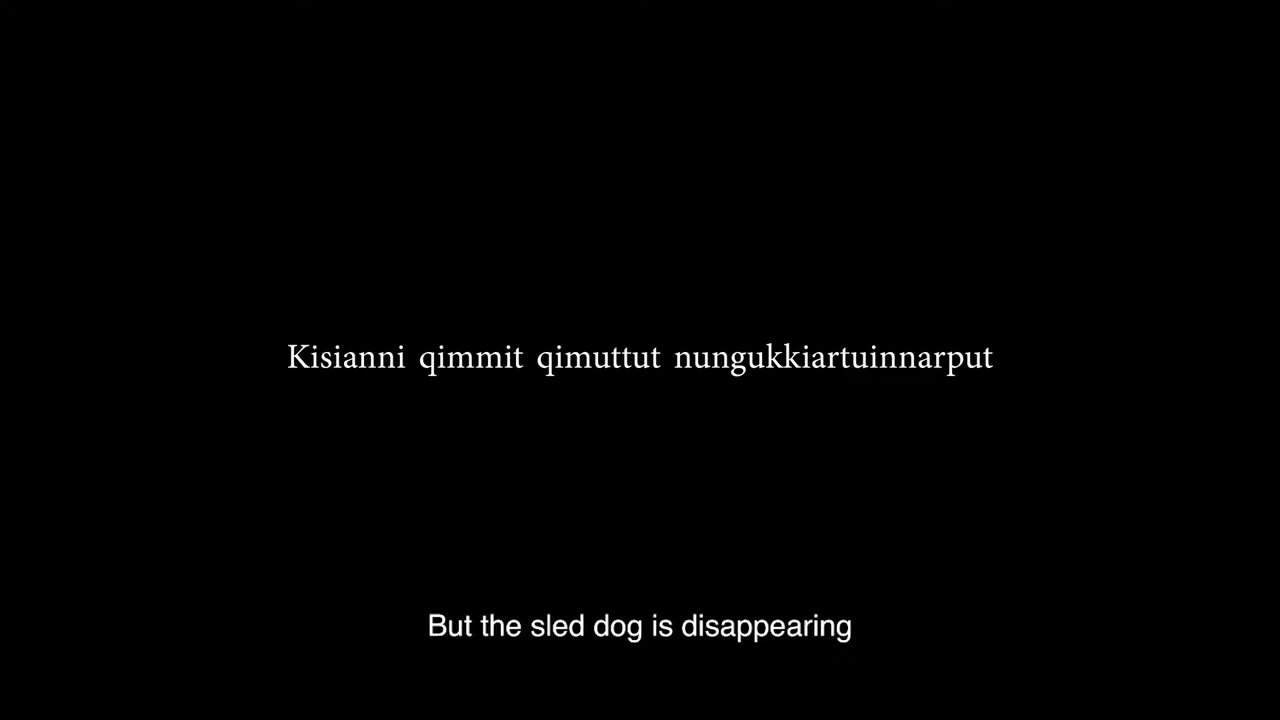 Kisianni qimmit qimuttut nungukkiartuinnarput
But the sled dog is disappearing